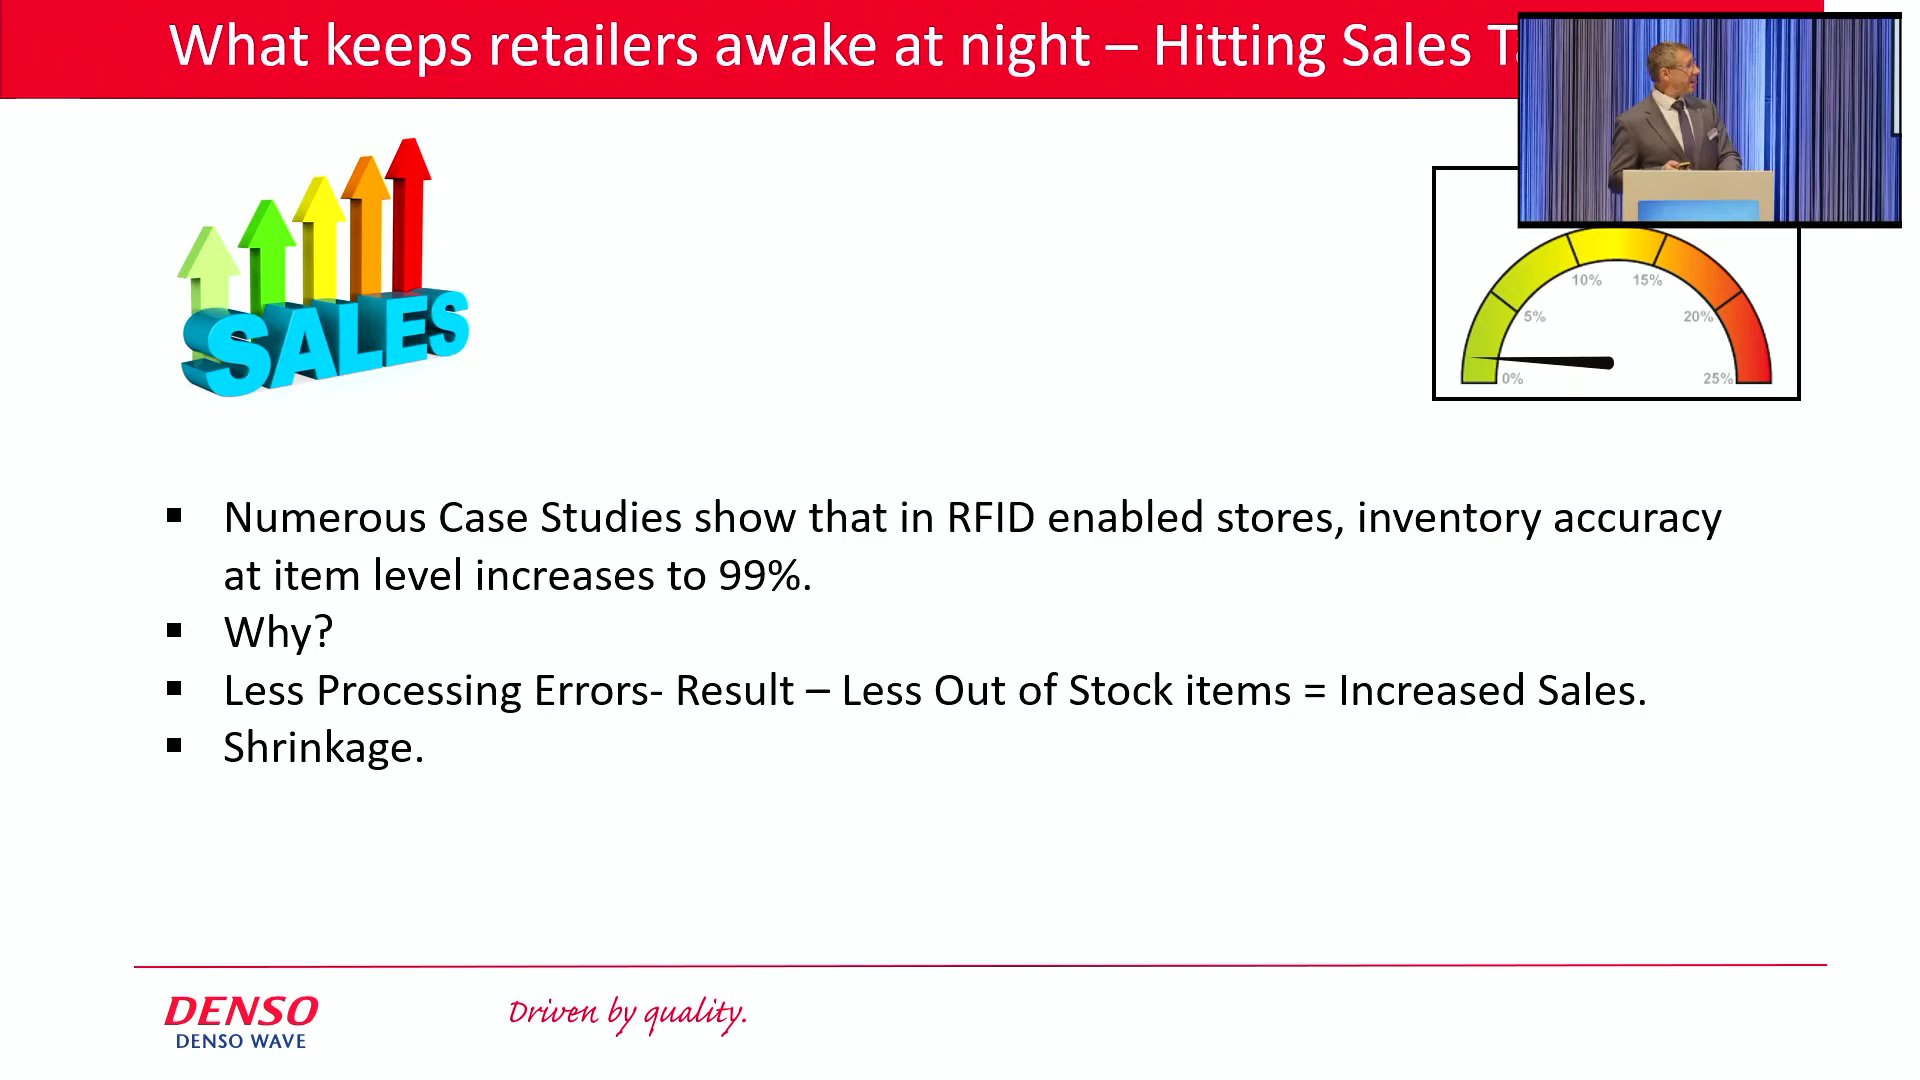 What keeps retailers awake at night – Hitting Sales
SALES
0%
5%
10%
15%
20%
25%
▪ Numerous Case Studies show that in RFID enabled stores, inventory accuracy
at item level increases to 99%.
▪ Why?
▪ Less Processing Errors- Result – Less Out of Stock items = Increased Sales.
▪ Shrinkage.
DENSO
DENSO WAVE
Driven by quality.